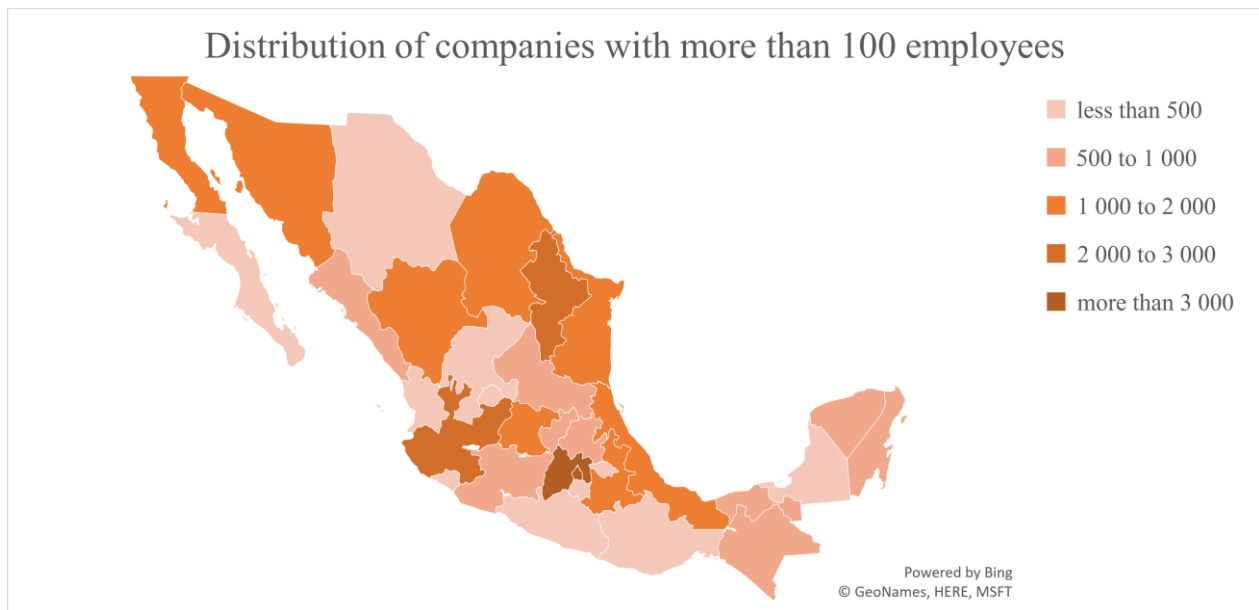 Distribution of companies with more than 100 employees
less than 500
500 to 1 000
1 000 to 2 000
2 000 to 3 000
more than 3 000
Powered by Bing
© GeoNames, HERE, MSFT